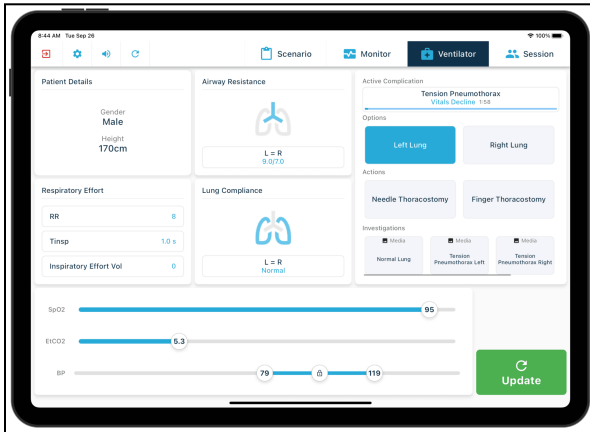 8:44 AM Tue Sep 26
100%
Scenario
Monitor
Ventilator
Session
Patient Details
Gender
Male
Height
170cm
Airway Resistance
L = R
9.0/7.0
Active Complication
Tension Pneumothorax
Vitals Decline 1:58
Options
Left Lung
Right Lung
Actions
Needle Thoracostomy
Finger Thoracostomy
Investigations
Media
Normal Lung
Media
Tension
Pneumothorax Left
Media
Tension
Pneumothorax Right
Respiratory Effort
RR 8
Tinsp 1.0 s
Inspiratory Effort Vol 0
Lung Compliance
L = R
Normal
SpO2 95
EtCO2 5.3
BP 79 119
Update